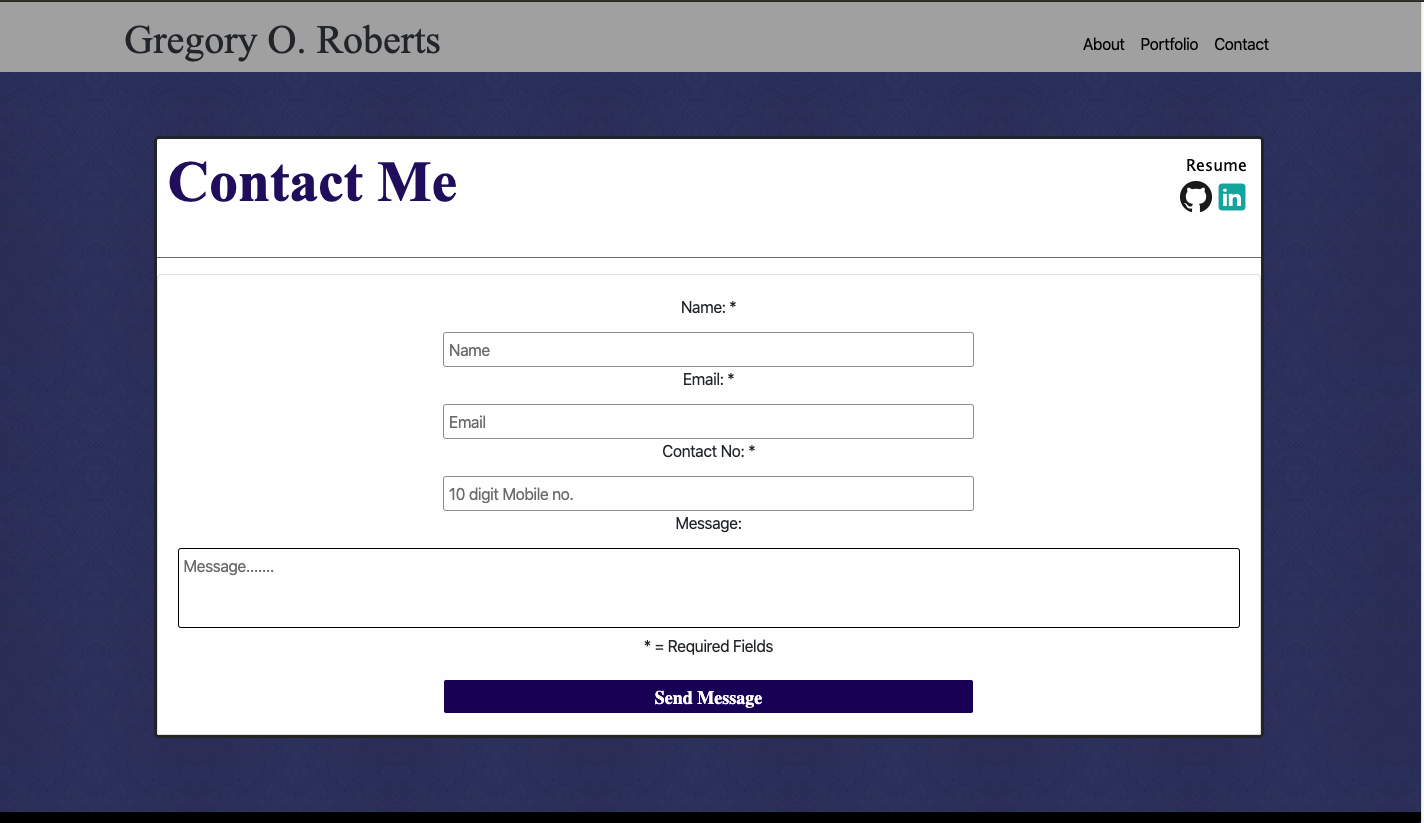 Gregory O. Roberts
About Portfolio Contact
Contact Me
Resume
in
Name: *
Name
Email: *
Email
Contact No: *
10 digit Mobile no.
Message:
Message.......
* = Required Fields
Send Message